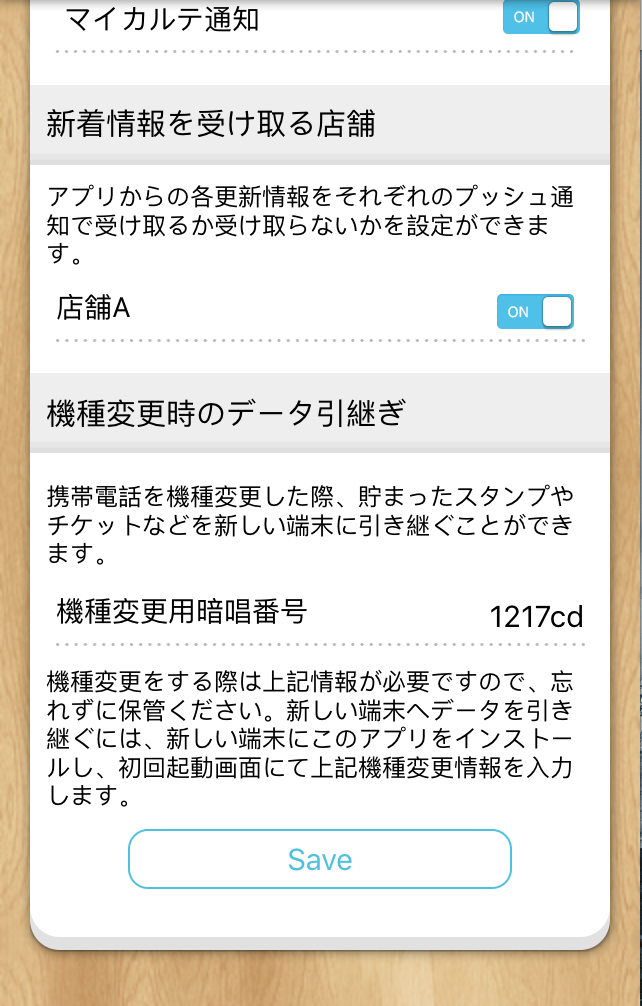 マイカルテ通知
ON
新着情報を受け取る店舗
アプリからの各更新情報をそれぞれのプッシュ通
知で受け取るか受け取らないかを設定ができま
す。
店舗A
ON
機種変更時のデータ引継ぎ
携帯電話を機種変更した際、貯まったスタンプや
チケットなどを新しい端末に引き継ぐことができ
ます。
機種変更用暗唱番号
1217cd
機種変更をする際は上記情報が必要ですので、忘
れずに保管ください。新しい端末へデータを引き
継ぐには、新しい端末にこのアプリをインストー
ルし、初回起動画面にて上記機種変更情報を入力
します。
Save